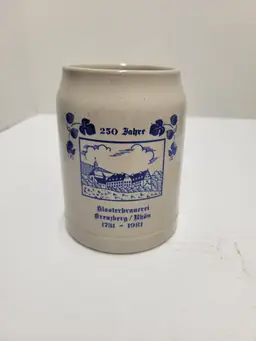 250 Jahre
Klosterbrauerei
Kreuzberg / Rhön
1731 - 1981